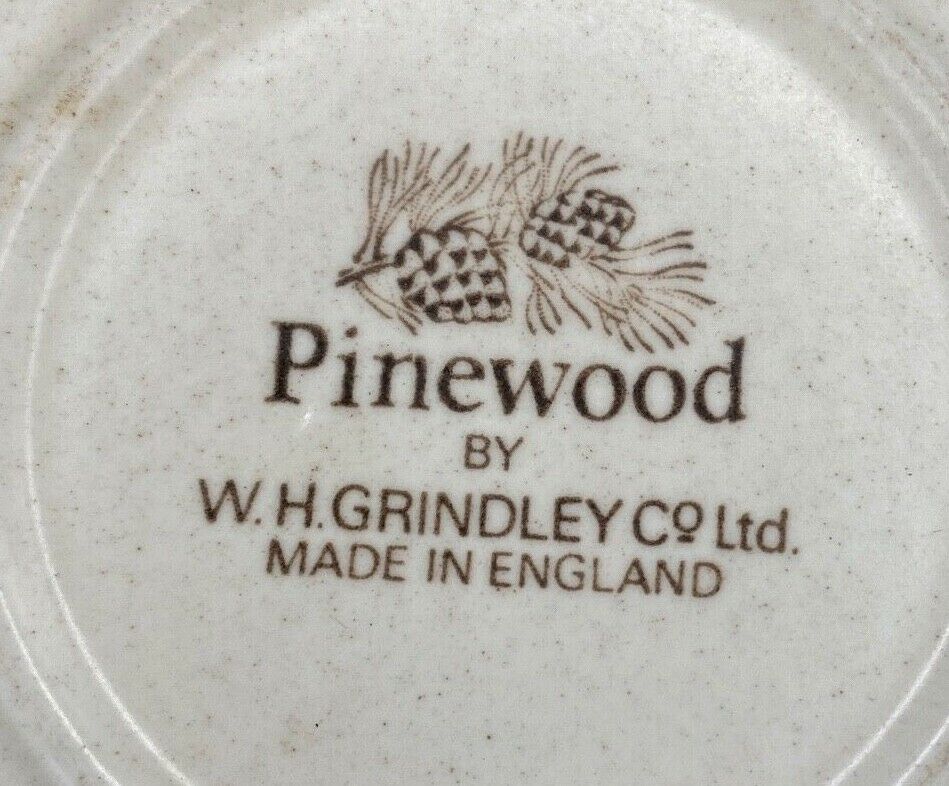 Pinewood
BY
W.H.GRINDLEY Cº Ltd.
MADE IN ENGLAND